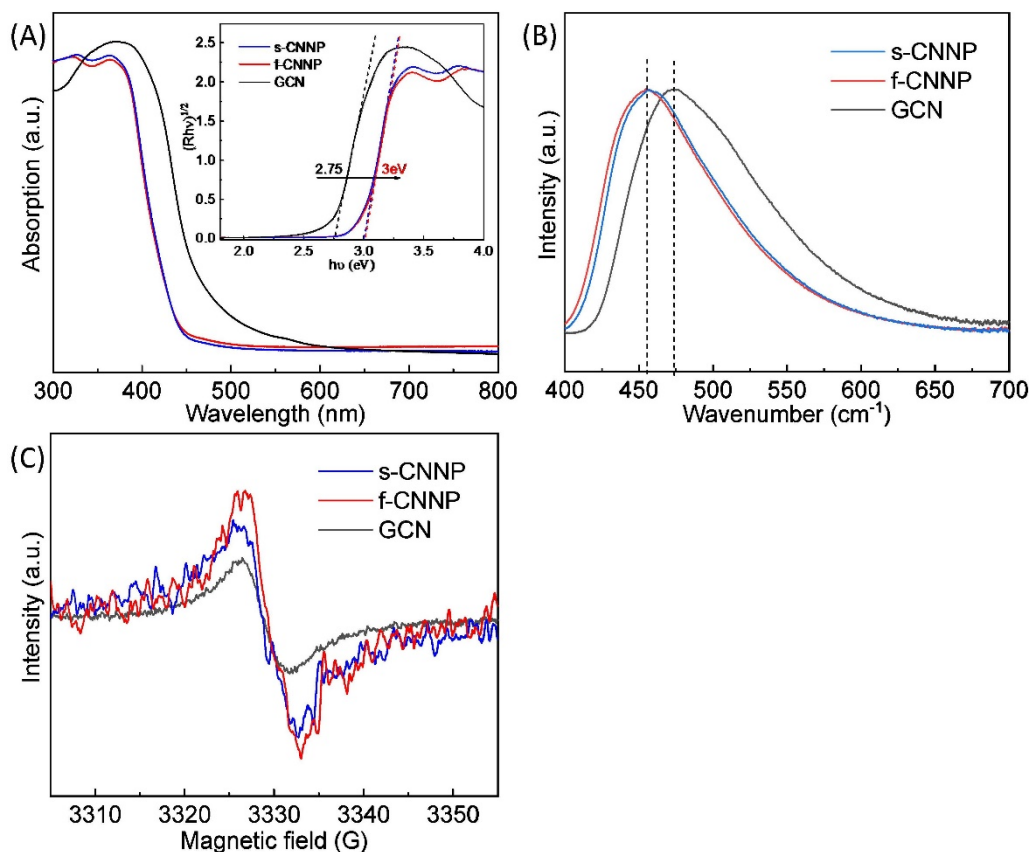 (A)
Absorption (a.u.)
300 400 500 600 700 800
Wavelength (nm)
(Rhν)1/2
2.5
2.0
1.5
1.0
0.5
0.0
s-CNNP
f-CNNP
GCN
2.75 3eV
2.0 2.5 3.0 3.5 4.0
hυ (eV)
(B)
Intensity (a.u.)
s-CNNP
f-CNNP
GCN
400 450 500 550 600 650 700
Wavenumber (cm-1)
(C)
Intensity (a.u.)
s-CNNP
f-CNNP
GCN
3310 3320 3330 3340 3350
Magnetic field (G)